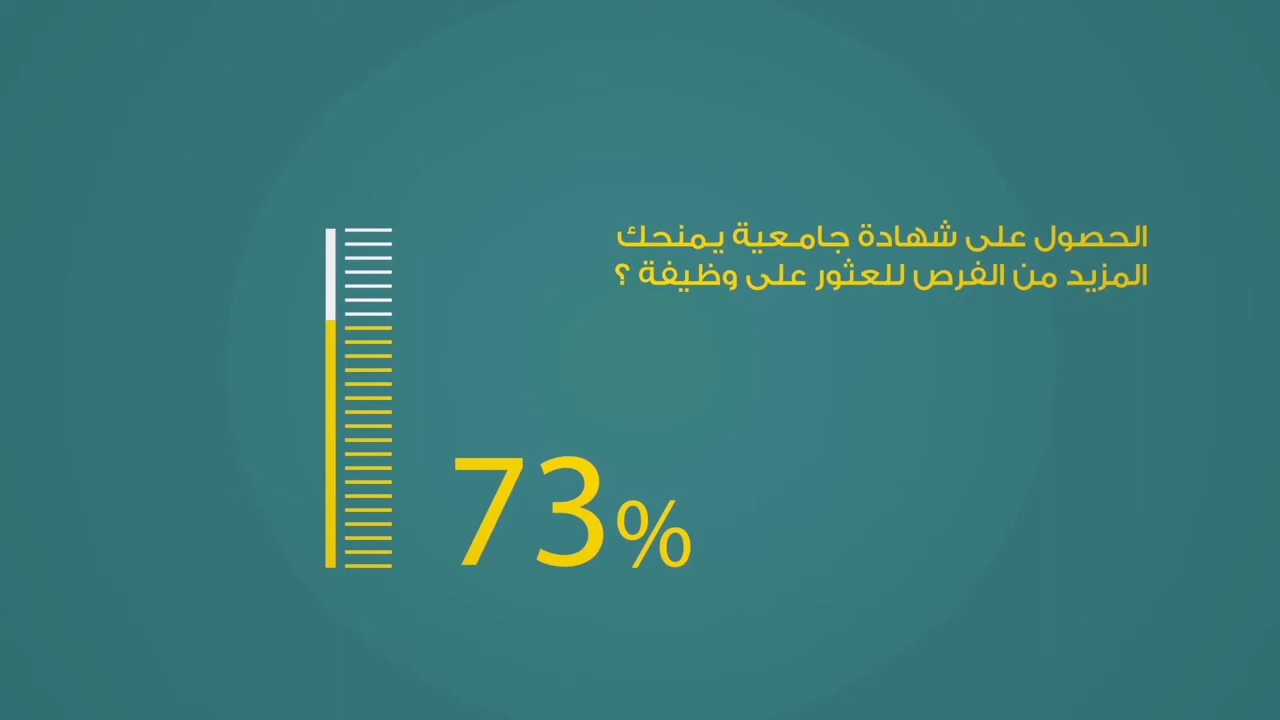 الحصول على شهادة جامعية يمنحك
المزيد من الفرص للعثور على وظيفة ؟
73%